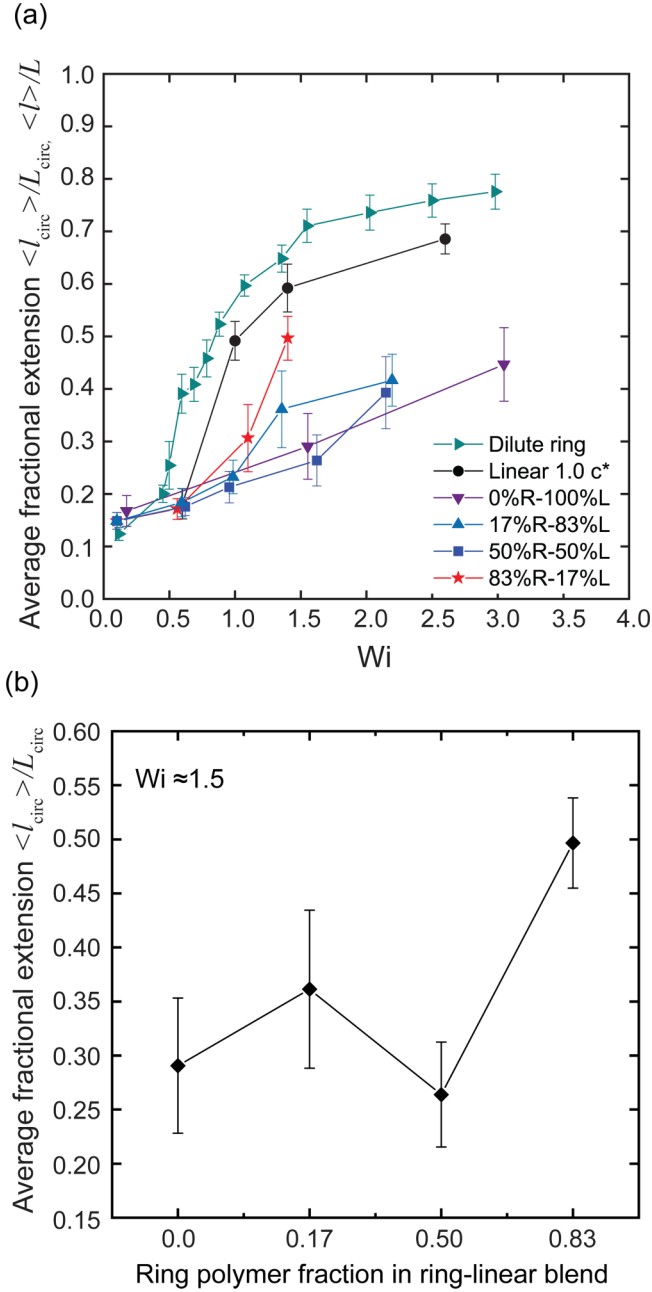 (a)
Average fractional extension <l_circ>/L_circ, <l>/L
1.0
0.9
0.8
0.7
0.6
0.5
0.4
0.3
0.2
0.1
0.0
Dilute ring
Linear 1.0 c*
0%R-100%L
17%R-83%L
50%R-50%L
83%R-17%L
0.0 0.5 1.0 1.5 2.0 2.5 3.0 3.5 4.0
Wi
(b)
Average fractional extension <l_circ>/L_circ
0.60
0.55
0.50
0.45
0.40
0.35
0.30
0.25
0.20
0.15
Wi ≈1.5
0.0 0.17 0.50 0.83
Ring polymer fraction in ring-linear blend